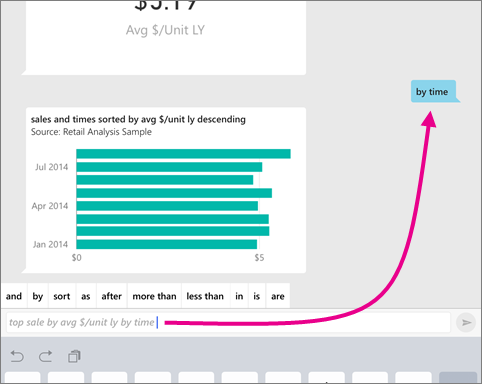 $5.19
Avg $/Unit LY
by time
sales and times sorted by avg $/unit ly descending
Source: Retail Analysis Sample
Jul 2014
Apr 2014
Jan 2014
$0
$5
and by sort as after more than less than in is are
top sale by avg $/unit ly by time